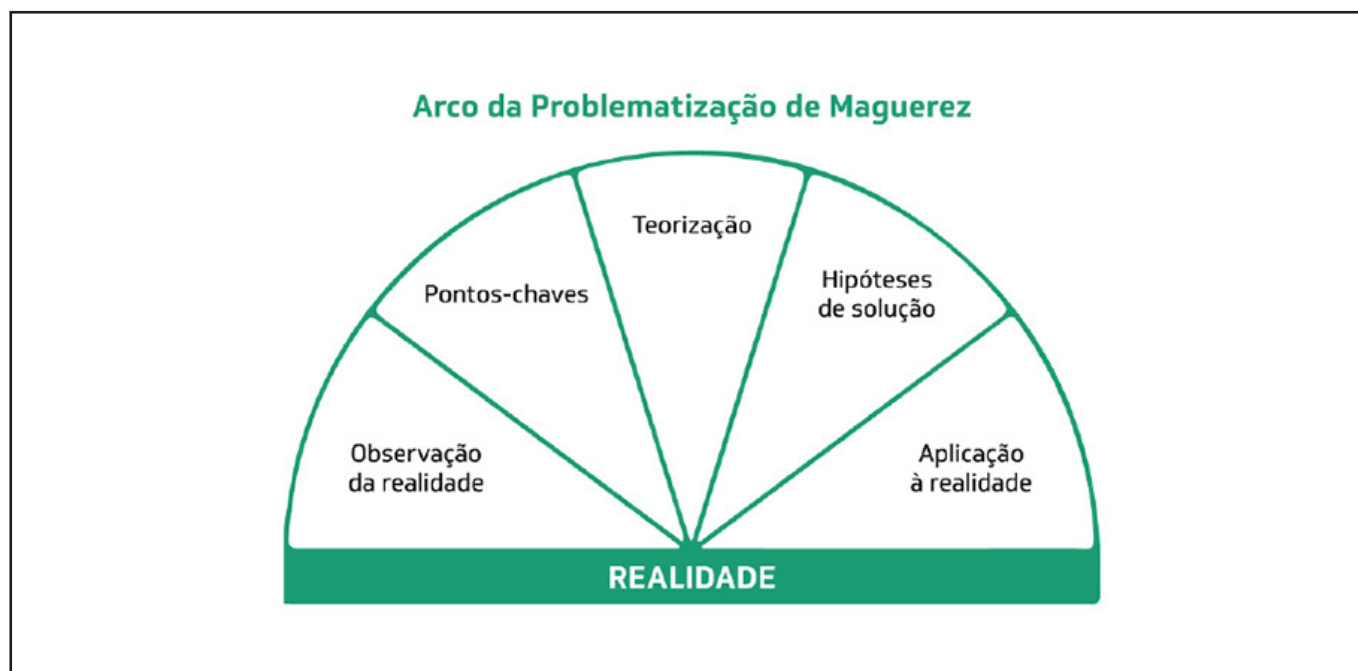 Arco da Problematização de Maguerez
Teorização
Pontos-chaves
Hipóteses
de solução
Observação
da realidade
Aplicação
à realidade
REALIDADE